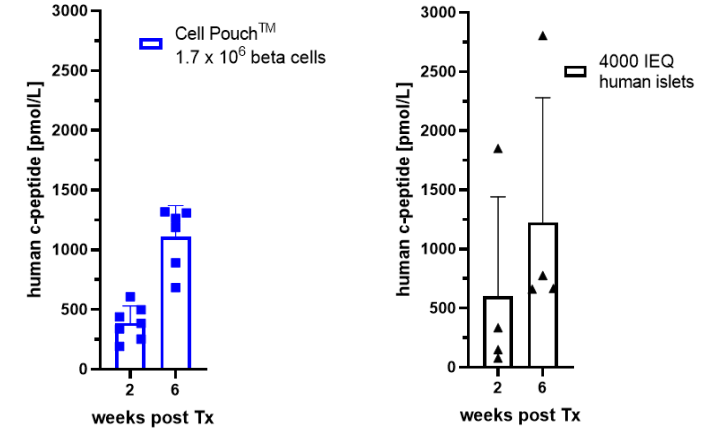 3000
2500
2000
1500
1000
500
0
human c-peptide [pmol/L]
Cell Pouch™
1.7 x 10⁶ beta cells
2 6
weeks post Tx
3000
2500
2000
1500
1000
500
0
human c-peptide [pmol/L]
4000 IEQ
human islets
2 6
weeks post Tx